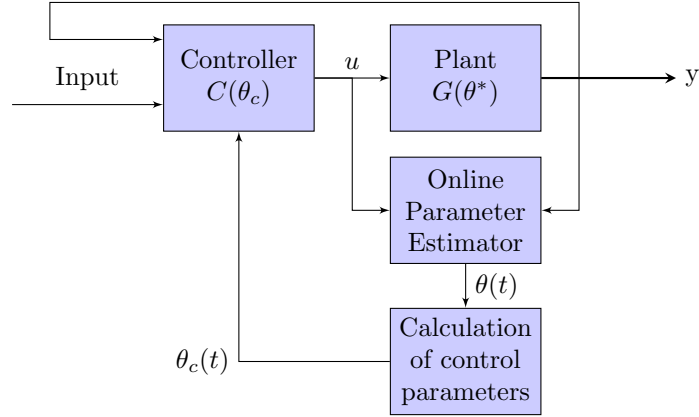 Controller
C(θ_c)
Input
u
Plant
G(θ*)
y
Online
Parameter
Estimator
θ(t)
Calculation
of control
parameters
θ_c(t)